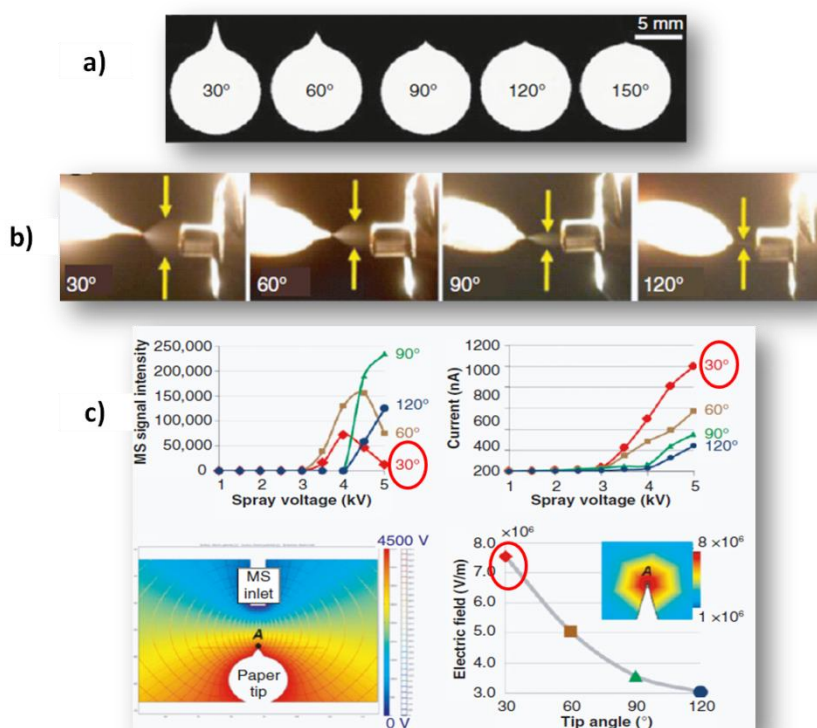 a)
30°
60°
90°
120°
150°
5 mm
b)
30°
60°
90°
120°
c)
MS signal intensity
250,000
200,000
150,000
100,000
50,000
0
90°
120°
60°
30°
1 2 3 4 5
Spray voltage (kV)
Current (nA)
1200
1000
800
600
400
200
30°
60°
90°
120°
1 2 3 4 5
Spray voltage (kV)
4500 V
MS
inlet
A
Paper
tip
0 V
×10⁶
Electric field (V/m)
8.0
7.0
6.0
5.0
4.0
3.0
A
8 ×10⁶
1 ×10⁶
30 60 90 120
Tip angle (°)